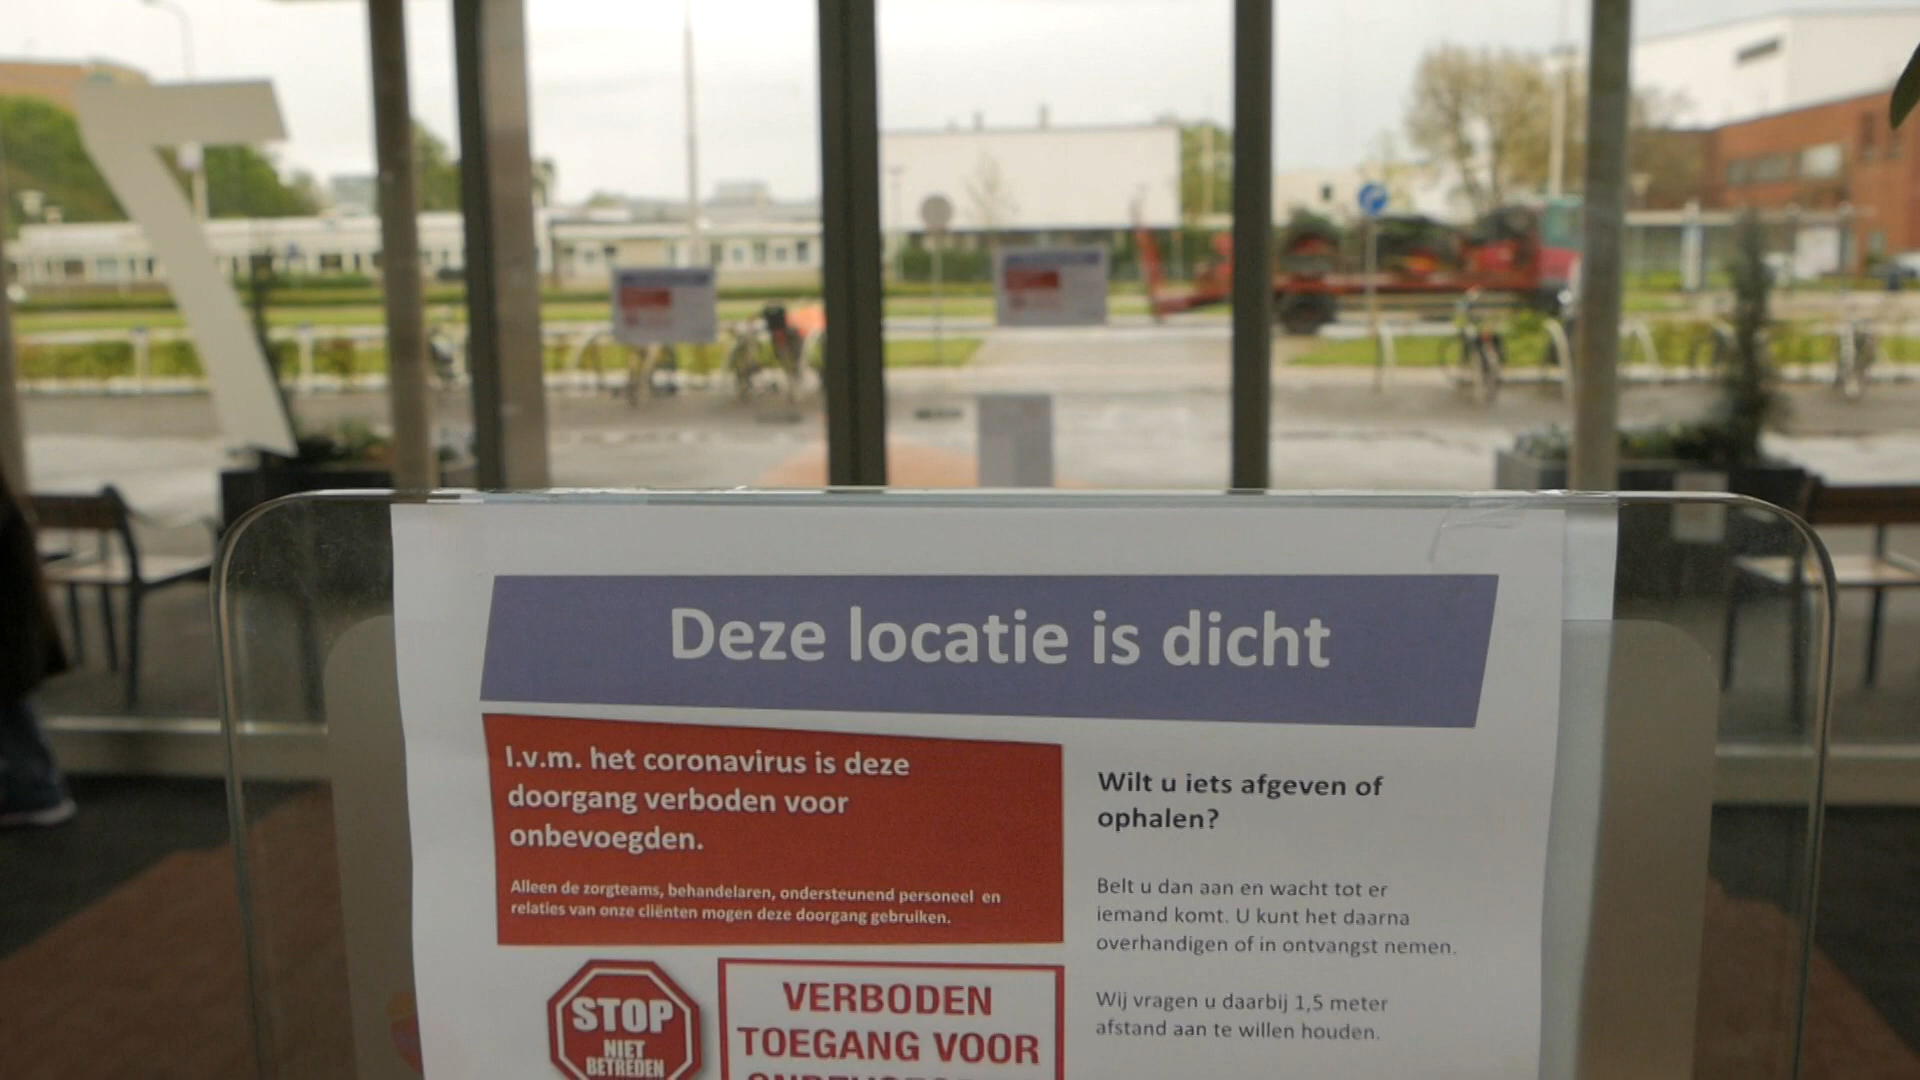 Deze locatie is dicht
I.v.m. het coronavirus is deze
doorgang verboden voor
onbevoegden.
Alleen de zorgteams, behandelaren, ondersteunend personeel en
relaties van onze cliënten mogen deze doorgang gebruiken.
STOP
NIET
BETREDEN
VERBODEN
TOEGANG VOOR
Wilt u iets afgeven of
ophalen?
Belt u dan aan en wacht tot er
iemand komt. U kunt het daarna
overhandigen of in ontvangst nemen.
Wij vragen u daarbij 1,5 meter
afstand aan te willen houden.